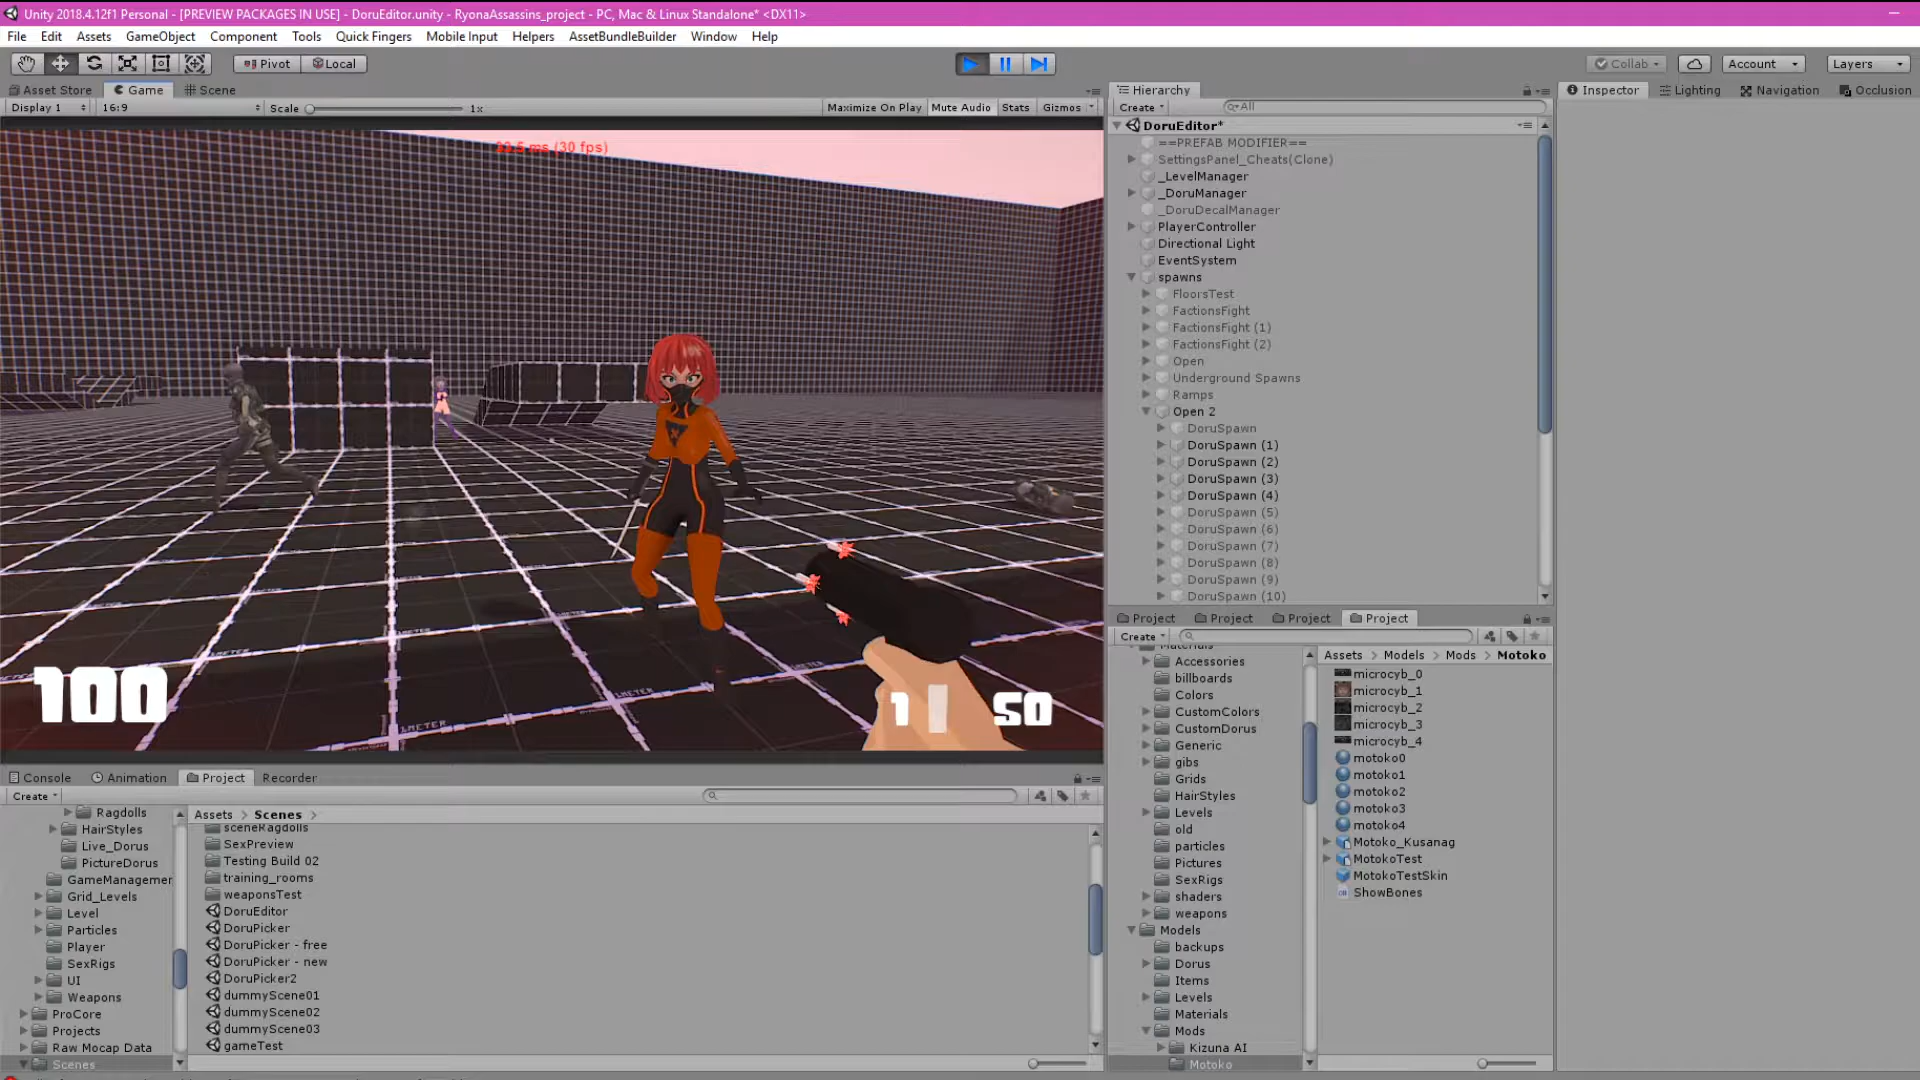 Unity 2018.4.12f1 Personal - [PREVIEW PACKAGES IN USE] - DoruEditor.unity - RyonaAssassins_project - PC, Mac & Linux Standalone* <DX11>
File Edit Assets GameObject Component Tools Quick Fingers Mobile Input Helpers AssetBundleBuilder Window Help
Pivot Local Collab Account Layers
Asset Store Game Scene
Display 1 16:9 Scale 1x Maximize On Play Mute Audio Stats Gizmos
ms (30 fps)
100
1 50
1METER
Hierarchy
Create All
DoruEditor*
==PREFAB MODIFIER==
SettingsPanel_Cheats(Clone)
_LevelManager
_DoruManager
_DoruDecalManager
PlayerController
Directional Light
EventSystem
spawns
FloorsTest
FactionsFight
FactionsFight (1)
FactionsFight (2)
Open
Underground Spawns
Ramps
Open 2
DoruSpawn
DoruSpawn (1)
DoruSpawn (2)
DoruSpawn (3)
DoruSpawn (4)
DoruSpawn (5)
DoruSpawn (6)
DoruSpawn (7)
DoruSpawn (8)
DoruSpawn (9)
DoruSpawn (10)
Inspector Lighting Navigation Occlusion
Project Project Project Project
Create
Materials
Accessories
billboards
Colors
CustomColors
CustomDorus
Generic
gibs
Grids
HairStyles
Levels
old
particles
Pictures
SexRigs
shaders
weapons
Models
backups
Dorus
Items
Levels
Materials
Mods
Kizuna AI
Motoko
Assets > Models > Mods > Motoko
microcyb_0
microcyb_1
microcyb_2
microcyb_3
microcyb_4
motoko0
motoko1
motoko2
motoko3
motoko4
Motoko_Kusanag
MotokoTest
MotokoTestSkin
ShowBones
Console Animation Project Recorder
Create
Ragdolls
HairStyles
Live_Dorus
PictureDorus
GameManagemer
Grid_Levels
Level
Particles
Player
SexRigs
UI
Weapons
ProCore
Projects
Raw Mocap Data
Scenes
Assets > Scenes >
sceneRagdolls
SexPreview
Testing Build 02
training_rooms
weaponsTest
DoruEditor
DoruPicker
DoruPicker - free
DoruPicker - new
DoruPicker2
dummyScene01
dummyScene02
dummyScene03
gameTest